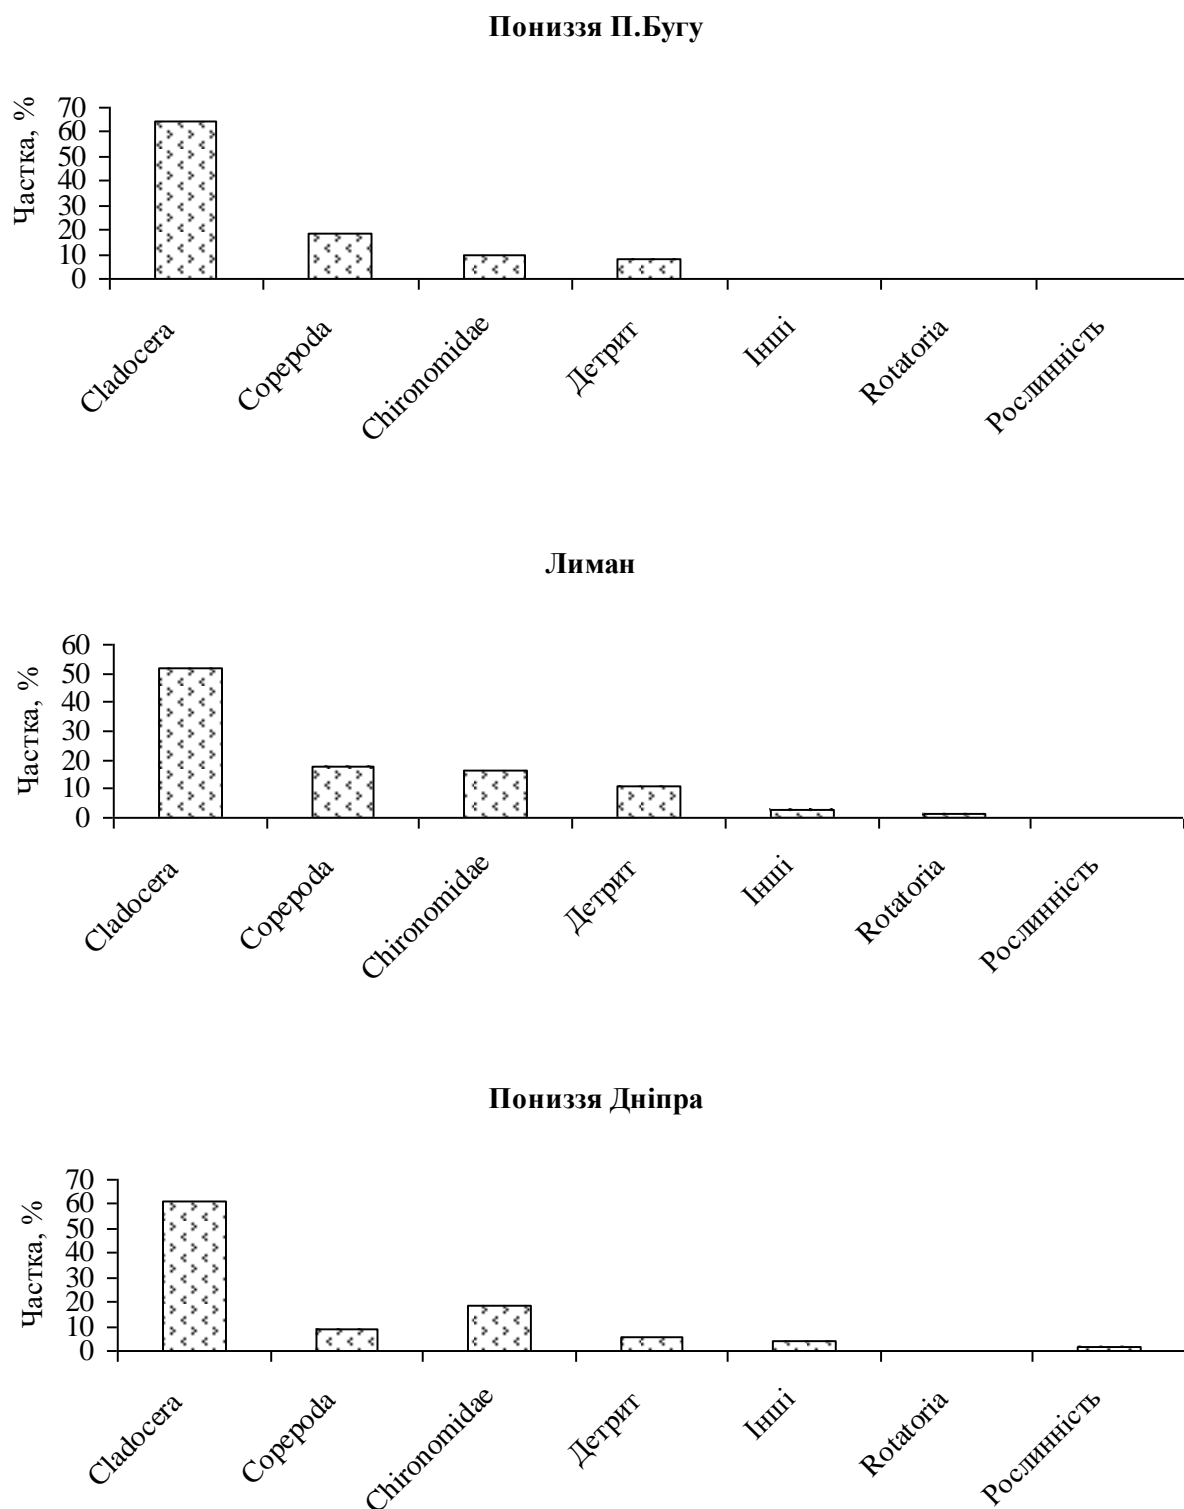 Пониззя П.Бугу
Частка, %
70
60
50
40
30
20
10
0
Cladocera
Copepoda
Chironomidae
Детрит
Інші
Rotatoria
Рослинність
Лиман
Частка, %
60
50
40
30
20
10
0
Cladocera
Copepoda
Chironomidae
Детрит
Інші
Rotatoria
Рослинність
Пониззя Дніпра
Частка, %
70
60
50
40
30
20
10
0
Cladocera
Copepoda
Chironomidae
Детрит
Інші
Rotatoria
Рослинність